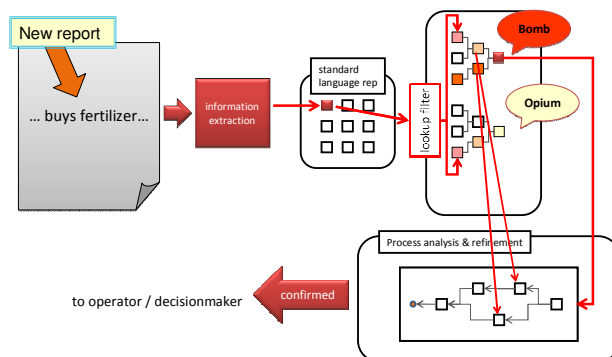 New report
… buys fertilizer…
information
extraction
standard
language rep
lookup filter
Bomb
Opium
Process analysis & refinement
confirmed
to operator / decisionmaker